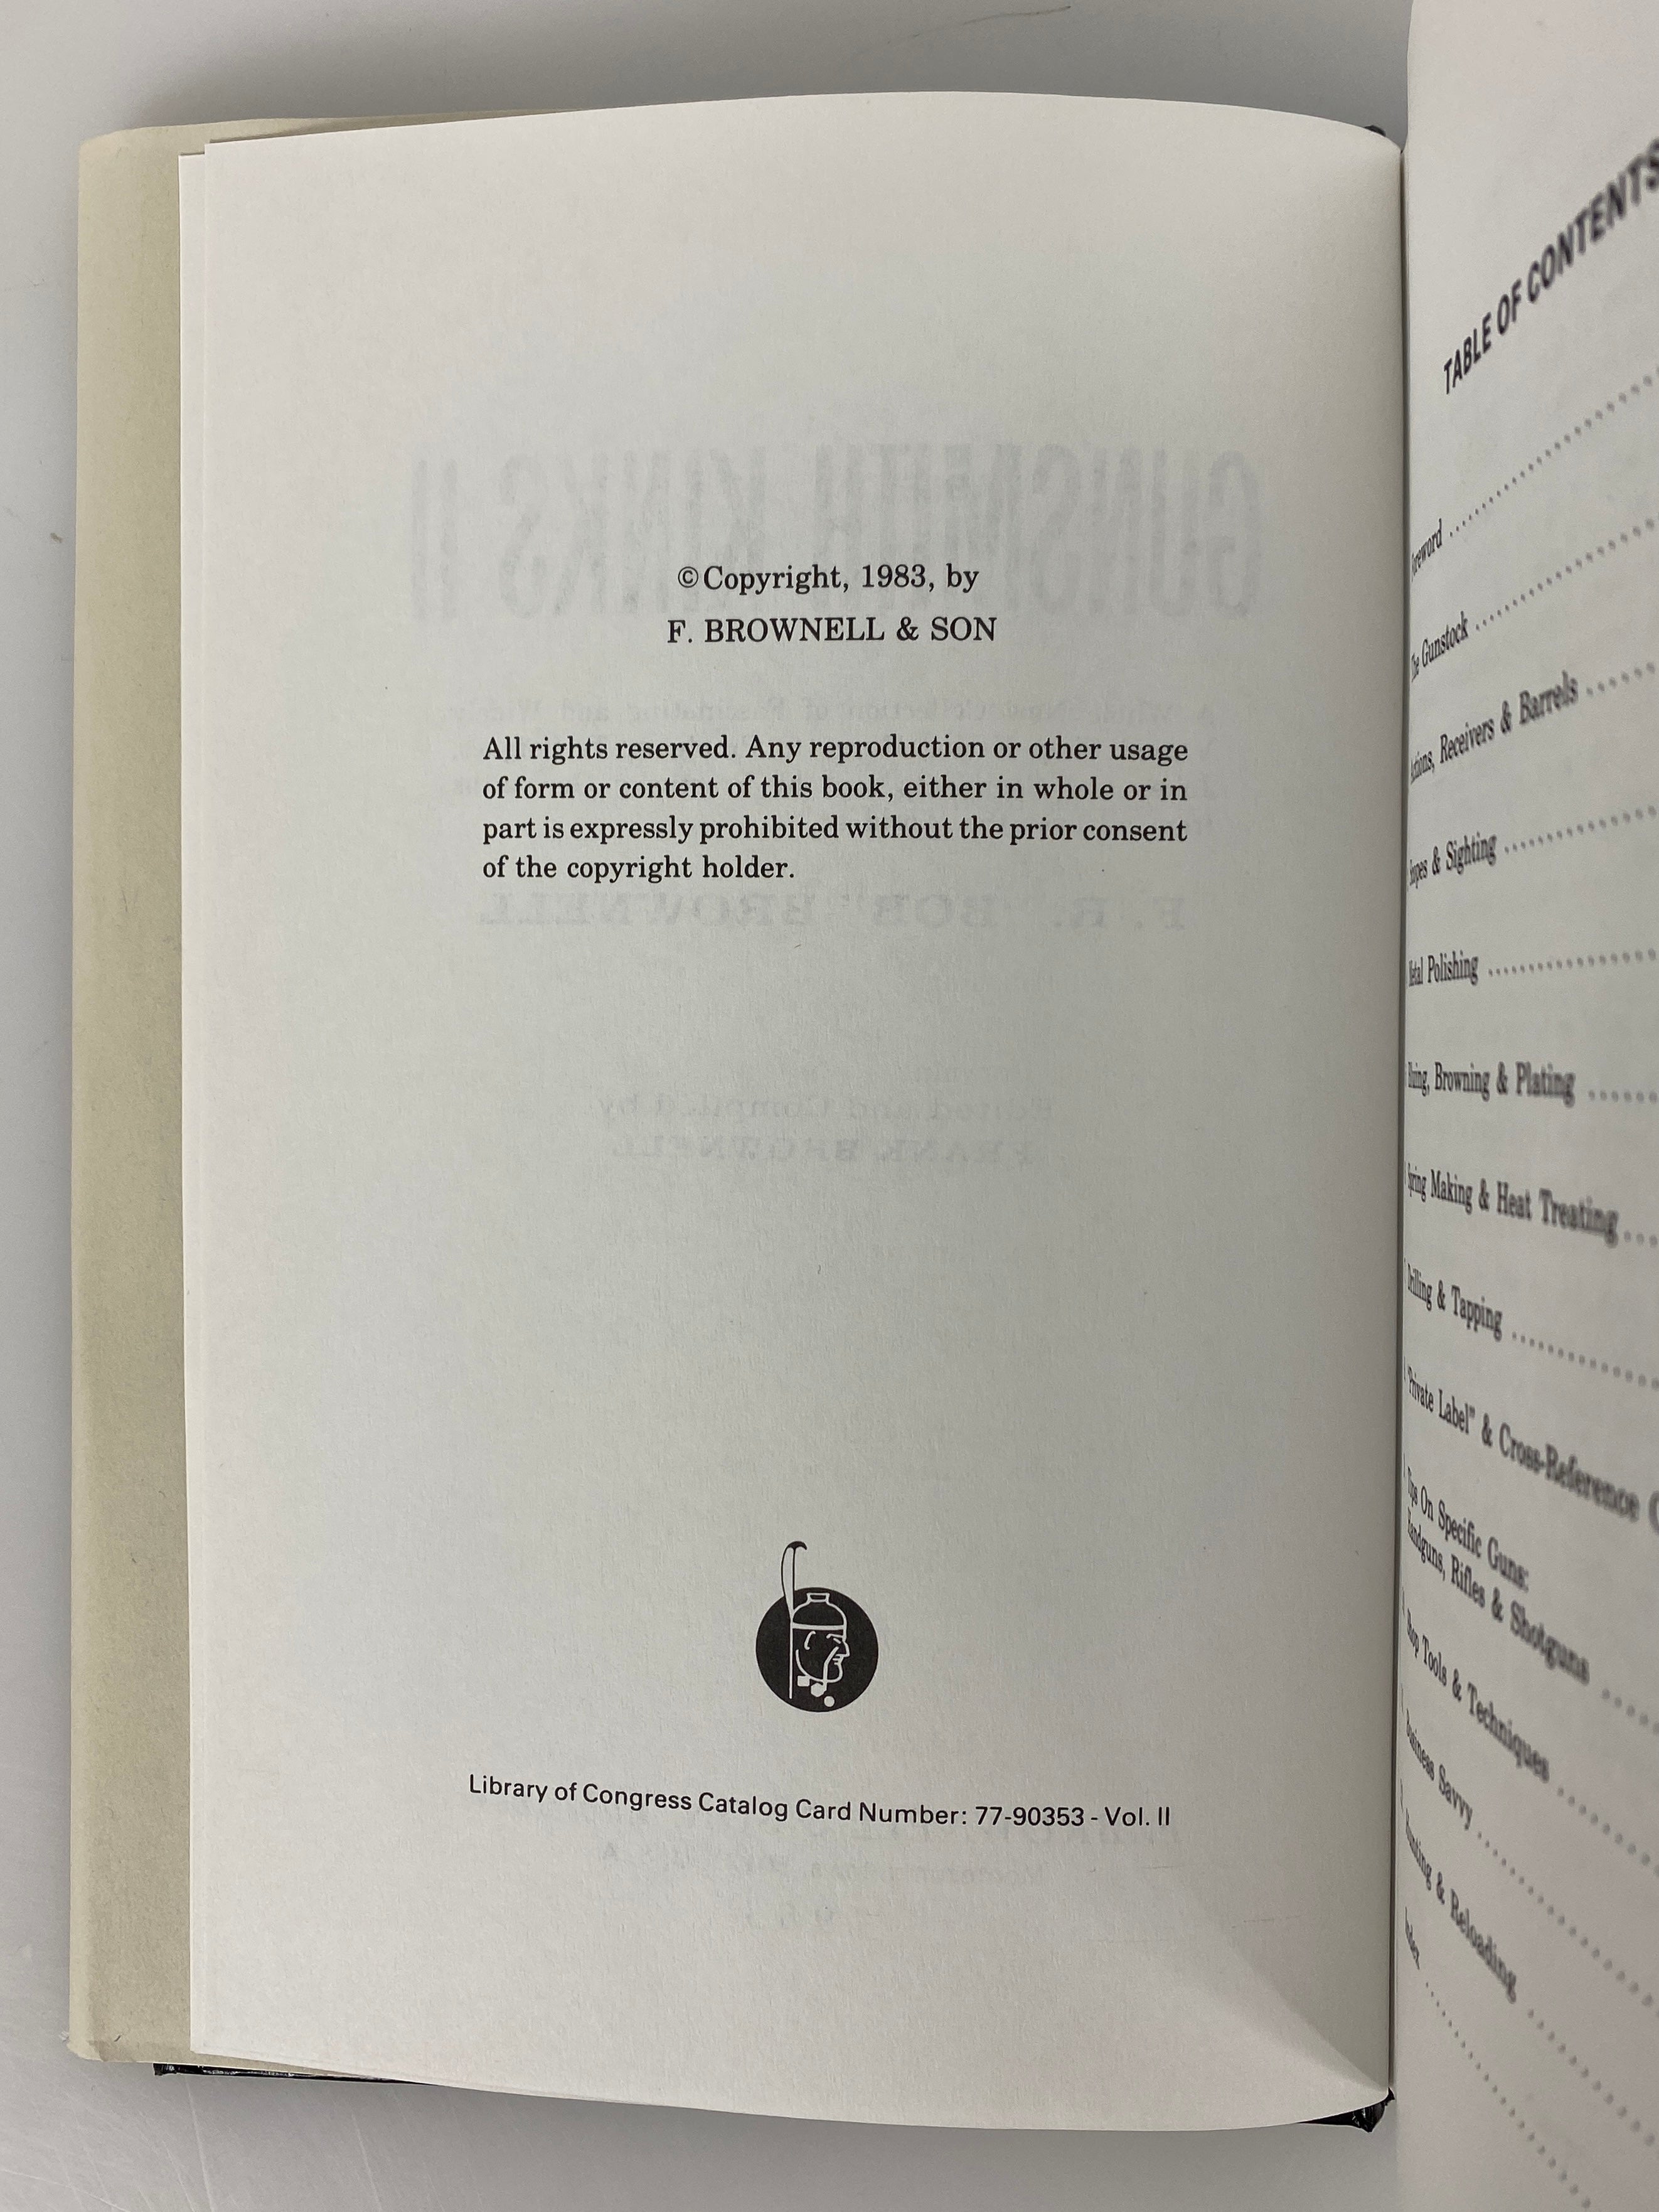 ©Copyright, 1983, by
F. BROWNELL & SON
All rights reserved. Any reproduction or other usage
of form or content of this book, either in whole or in
part is expressly prohibited without the prior consent
of the copyright holder.
Library of Congress Catalog Card Number: 77-90353 - Vol. II
TABLE OF CONTENTS
Gunstock
Receivers & Barrels
& Sighting
Polishing
Browning & Plating
Making & Heat Treating
& Tapping
Label" & Cross-Reference
Tips On Specific Guns:
Rifles & Shotguns
Tools & Techniques
Savvy
& Reloading